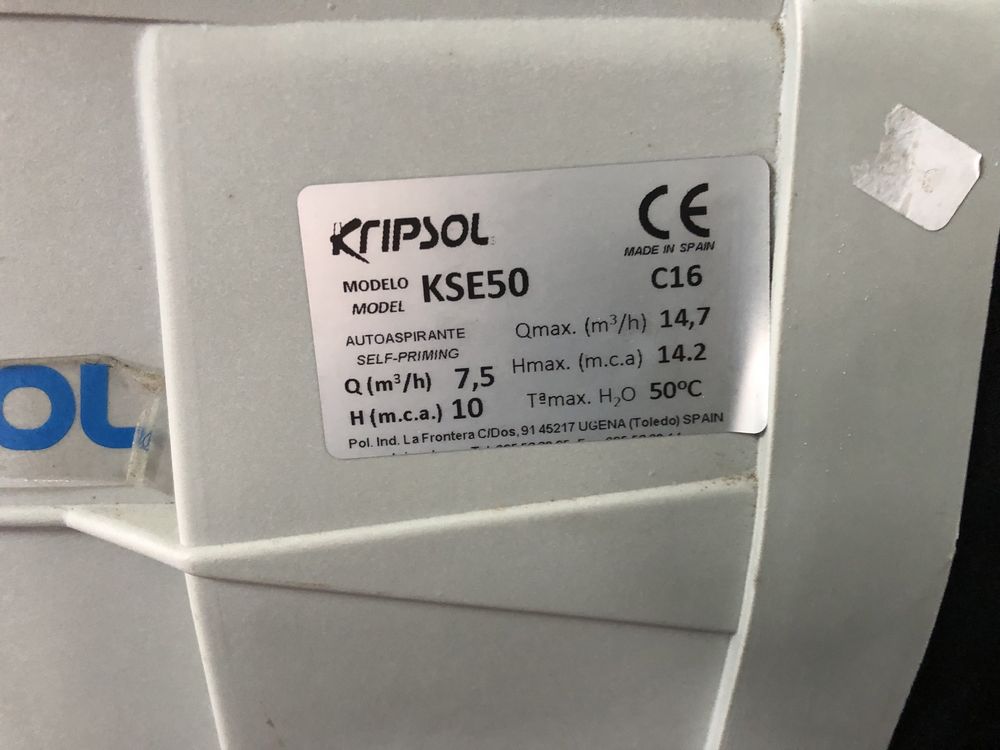 KRIPSOL
CE
MADE IN SPAIN
MODELO
MODEL
KSE50
C16
AUTOASPIRANTE
SELF-PRIMING
Qmax. (m³/h) 14,7
Hmax. (m.c.a) 14.2
Tªmax. H₂O 50ºC
Q (m³/h) 7,5
H (m.c.a.) 10
Pol. Ind. La Frontera C/Dos, 91 45217 UGENA (Toledo) SPAIN
OL